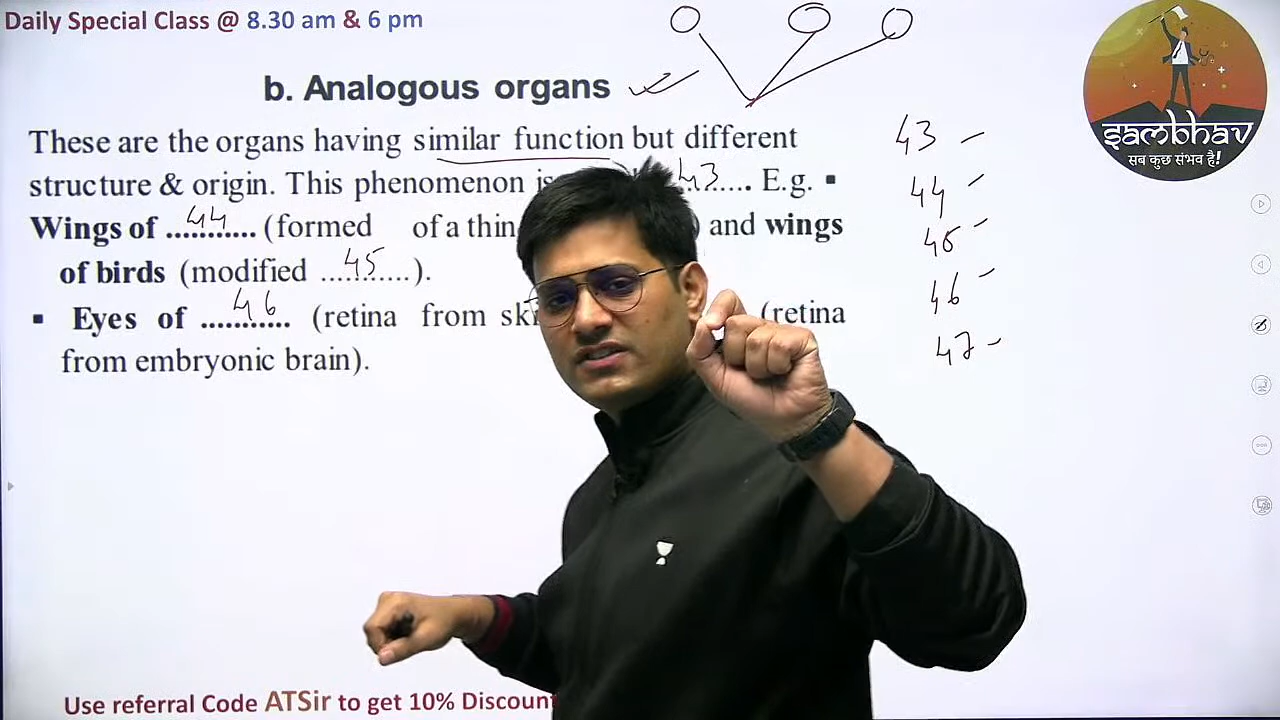 Daily Special Class @ 8.30 am & 6 pm
b. Analogous organs
These are the organs having similar function but different
structure & origin. This phenomenon is 43....... E.g. ▪
Wings of ..44....... (formed of a thin and wings
of birds (modified ...45.......).
▪ Eyes of ...46....... (retina from ski (retina
from embryonic brain).
43 -
44 -
45 -
46 -
47 -
sambhav
सब कुछ संभव है!
Use referral Code ATSir to get 10% Discount